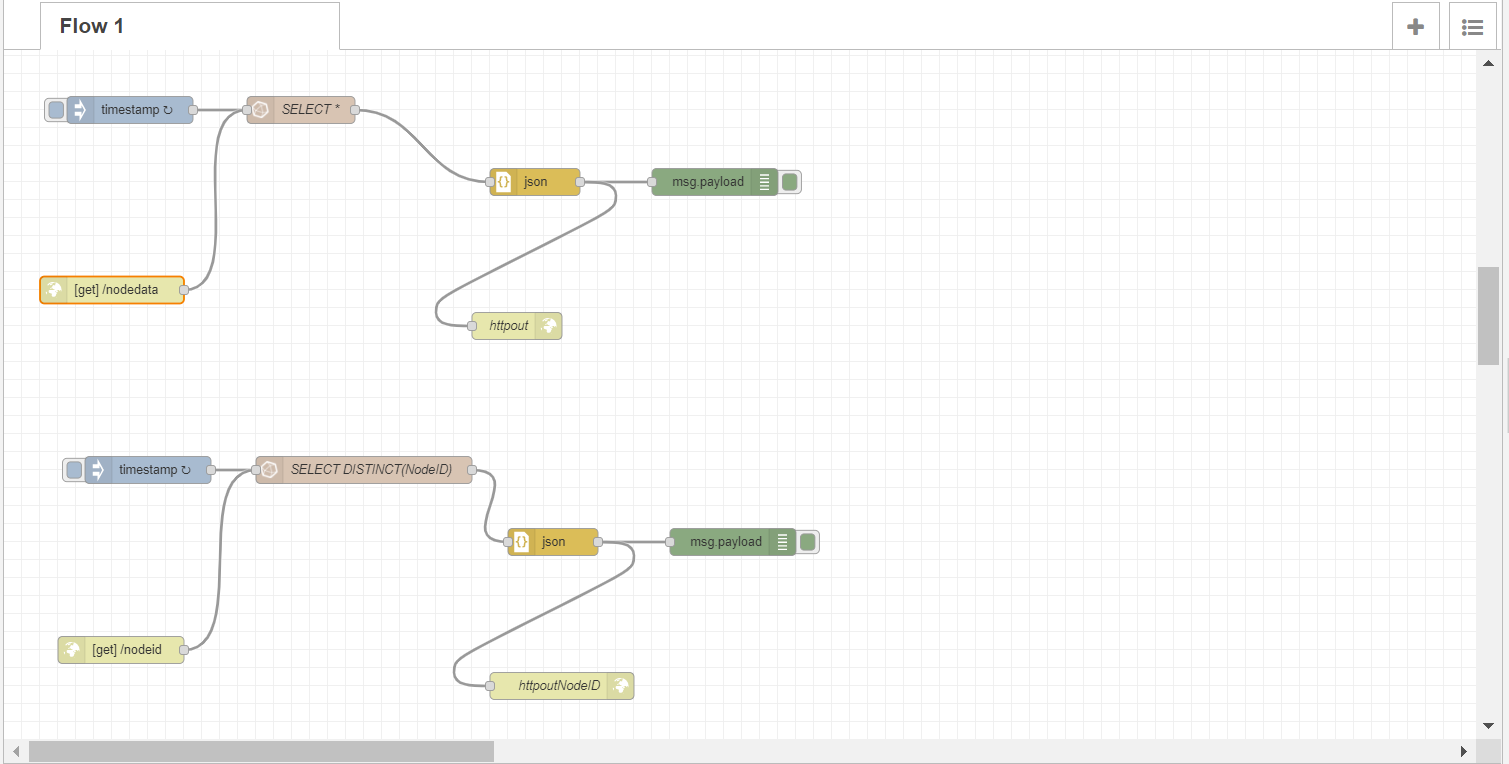 Flow 1
timestamp ↻
SELECT *
json
msg.payload
[get] /nodedata
httpout
timestamp ↻
SELECT DISTINCT(NodeID)
json
msg.payload
[get] /nodeid
httpoutNodeID